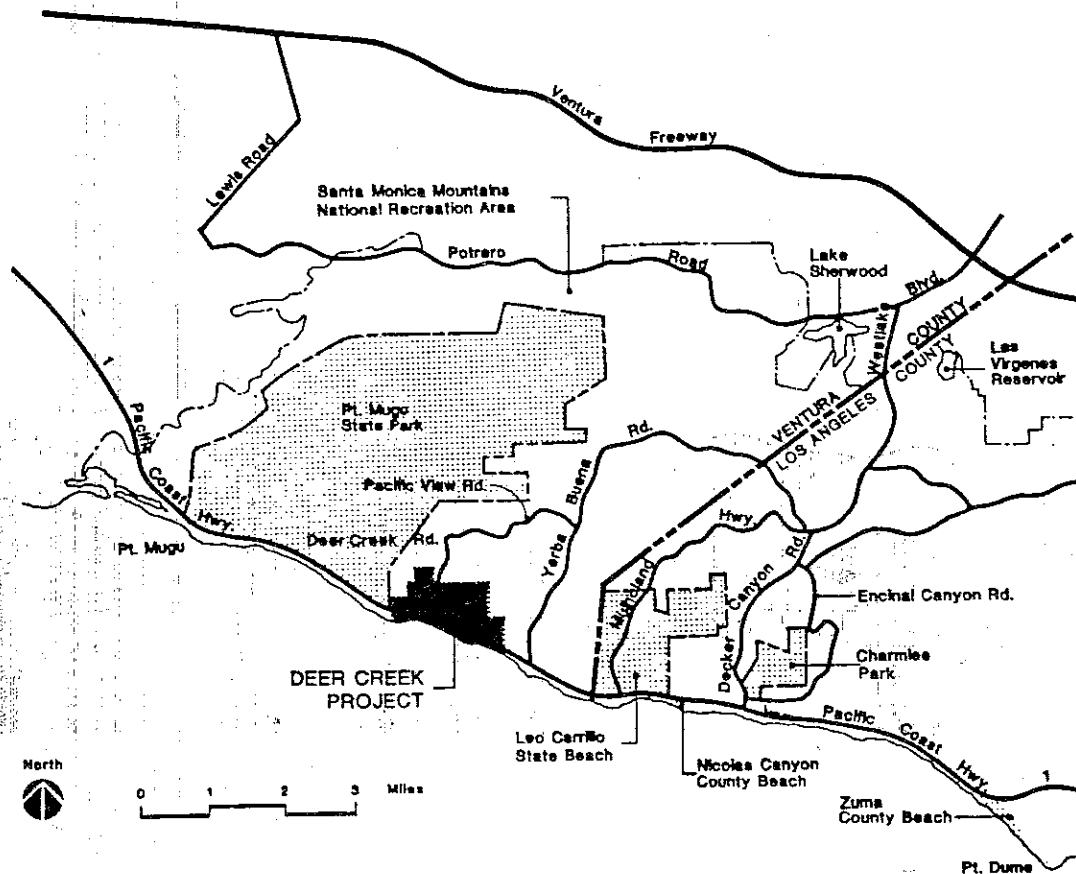 Ventura
Freeway
Lewis Road
Santa Monica Mountains
National Recreation Area
Potrero
Road
Lake
Sherwood
Westlake
Blvd.
COUNTY
COUNTY
VENTURA
LOS ANGELES
Las
Virgenes
Reservoir
1
Pacific
Coast
Hwy
Pt. Mugu
State Park
Pt. Mugu
Pacific View Rd.
Deer Creek Rd.
Yerba
Buena
Rd.
Mulholland
Hwy.
Decker
Canyon
Rd.
Encinal Canyon Rd.
Charmlee
Park
DEER CREEK
PROJECT
Leo Carrillo
State Beach
Nicolas Canyon
County Beach
Pacific
Coast
Hwy.
1
Zuma
County Beach
Pt. Dume
North
0 1 2 3 Miles